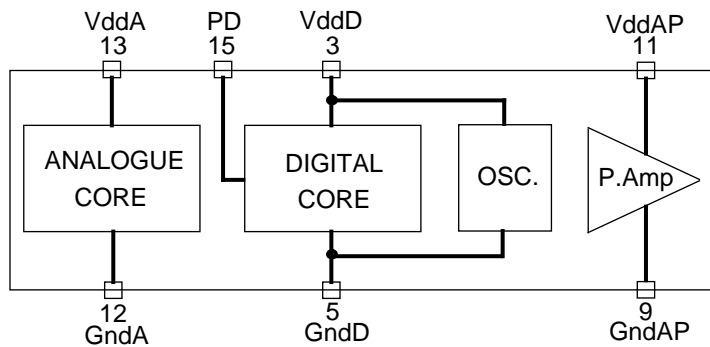 VddA PD VddD VddAP
13 15 3 11
ANALOGUE
CORE
DIGITAL
CORE
OSC.
P.Amp
12 5 9
GndA GndD GndAP